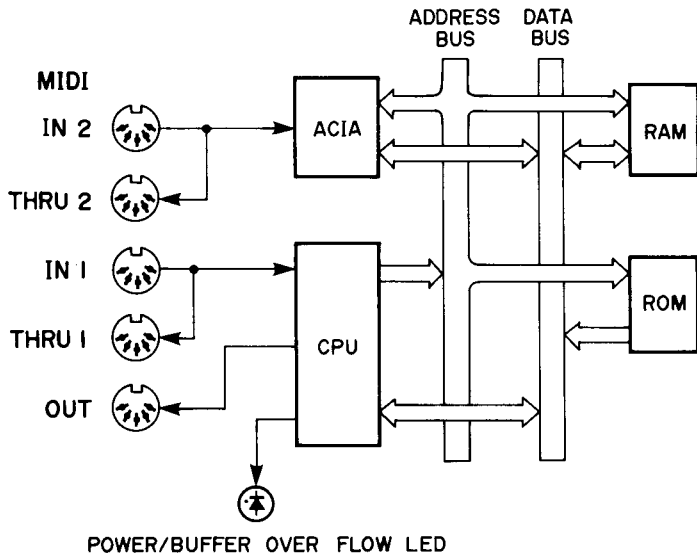 ADDRESS
BUS
DATA
BUS
MIDI
IN 2
ACIA
RAM
THRU 2
IN 1
CPU
ROM
THRU 1
OUT
POWER/BUFFER OVER FLOW LED